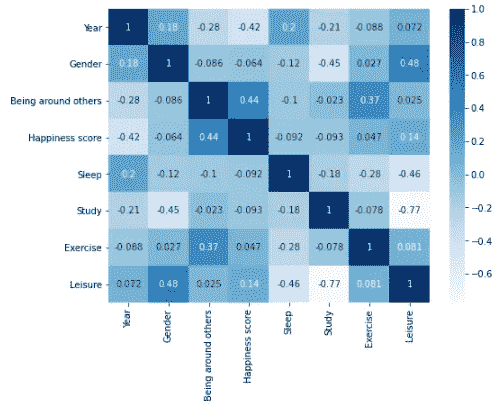 Year 1 0.18 -0.28 -0.42 0.2 -0.21 -0.088 0.072
Gender 0.18 1 -0.086 -0.064 -0.12 -0.45 0.027 0.48
Being around others -0.28 -0.086 1 0.44 -0.1 -0.023 0.37 0.025
Happiness score -0.42 -0.064 0.44 1 -0.092 -0.093 0.047 0.14
Sleep 0.2 -0.12 -0.1 -0.092 1 -0.18 -0.28 -0.46
Study -0.21 -0.45 -0.023 -0.093 -0.18 1 -0.078 -0.77
Exercise -0.088 0.027 0.37 0.047 -0.28 -0.078 1 0.081
Leisure 0.072 0.48 0.025 0.14 -0.46 -0.77 0.081 1
Year Gender Being around others Happiness score Sleep Study Exercise Leisure
1.0
0.8
0.6
0.4
0.2
0.0
−0.2
−0.4
−0.6